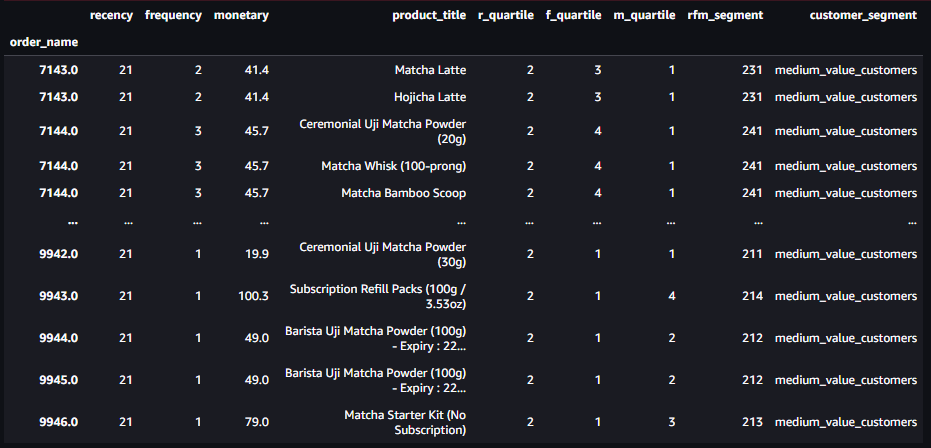 recency frequency monetary product_title r_quartile f_quartile m_quartile rfm_segment customer_segment
order_name
7143.0 21 2 41.4 Matcha Latte 2 3 1 231 medium_value_customers
7143.0 21 2 41.4 Hojicha Latte 2 3 1 231 medium_value_customers
7144.0 21 3 45.7 Ceremonial Uji Matcha Powder (20g) 2 4 1 241 medium_value_customers
7144.0 21 3 45.7 Matcha Whisk (100-prong) 2 4 1 241 medium_value_customers
7144.0 21 3 45.7 Matcha Bamboo Scoop 2 4 1 241 medium_value_customers
... ... ... ... ... ... ... ... ... ...
9942.0 21 1 19.9 Ceremonial Uji Matcha Powder (30g) 2 1 1 211 medium_value_customers
9943.0 21 1 100.3 Subscription Refill Packs (100g / 3.53oz) 2 1 4 214 medium_value_customers
9944.0 21 1 49.0 Barista Uji Matcha Powder (100g) - Expiry : 22... 2 1 2 212 medium_value_customers
9945.0 21 1 49.0 Barista Uji Matcha Powder (100g) - Expiry : 22... 2 1 2 212 medium_value_customers
9946.0 21 1 79.0 Matcha Starter Kit (No Subscription) 2 1 3 213 medium_value_customers